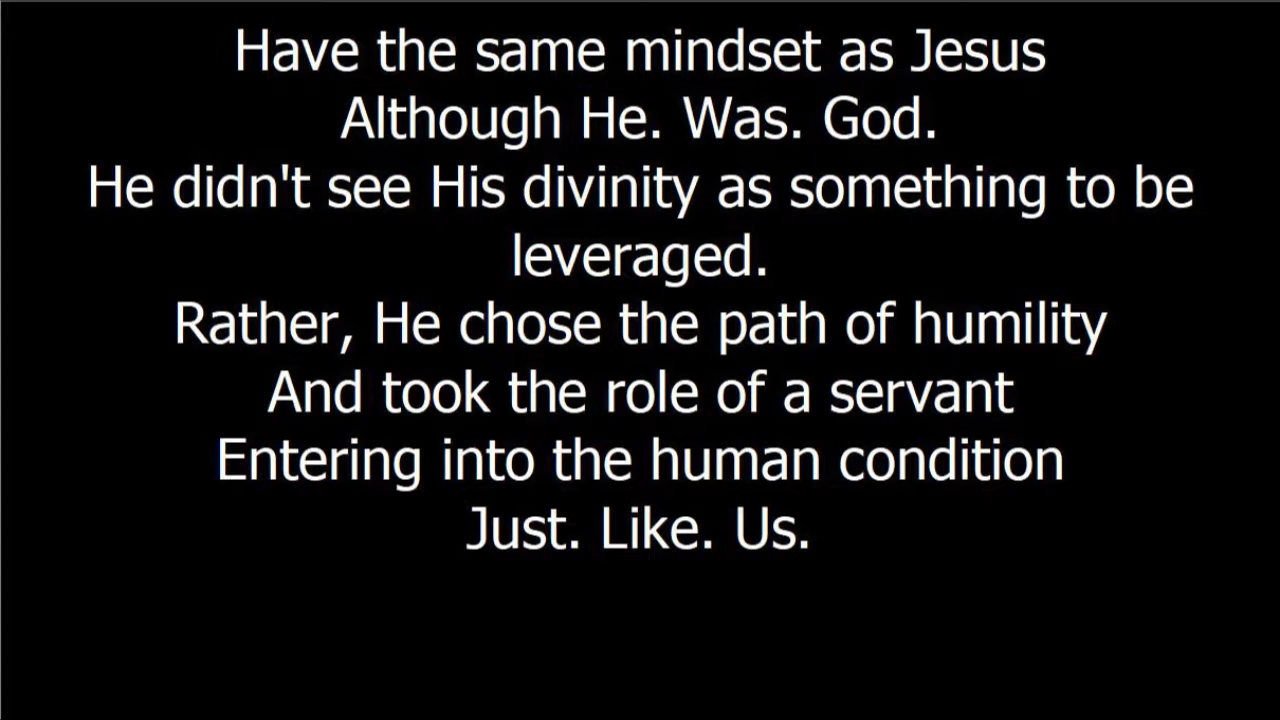 Have the same mindset as Jesus
Although He. Was. God.
He didn't see His divinity as something to be
leveraged.
Rather, He chose the path of humility
And took the role of a servant
Entering into the human condition
Just. Like. Us.